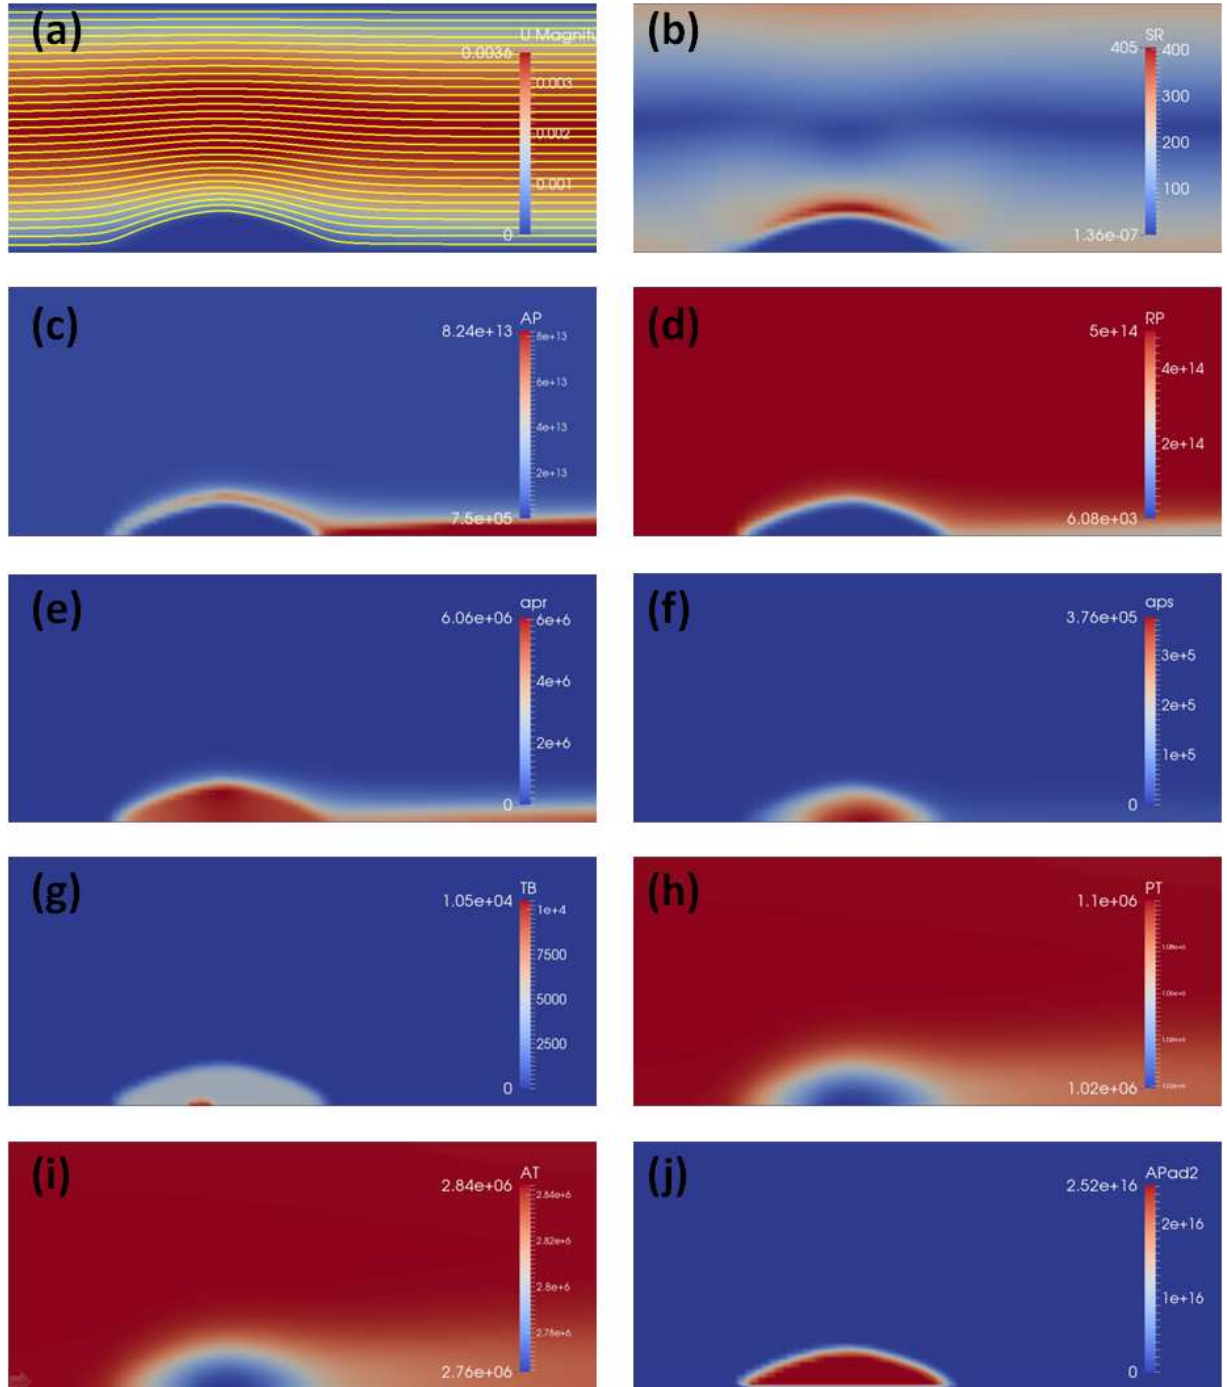 (a)
U Magnitu
0.0036
0.003
0.002
0.001
0
(b)
SR
405
400
300
200
100
1.36e-07
(c)
AP
8.24e+13
8e+13
6e+13
4e+13
2e+13
7.5e+05
(d)
RP
5e+14
4e+14
2e+14
6.08e+03
(e)
apr
6.06e+06
6e+6
4e+6
2e+6
0
(f)
aps
3.76e+05
3e+5
2e+5
1e+5
0
(g)
TB
1.05e+04
1e+4
7500
5000
2500
0
(h)
PT
1.1e+06
1.02e+06
(i)
AT
2.84e+06
2.84e+6
2.82e+6
2.8e+6
2.78e+6
2.76e+06
(j)
APad2
2.52e+16
2e+16
1e+16
0